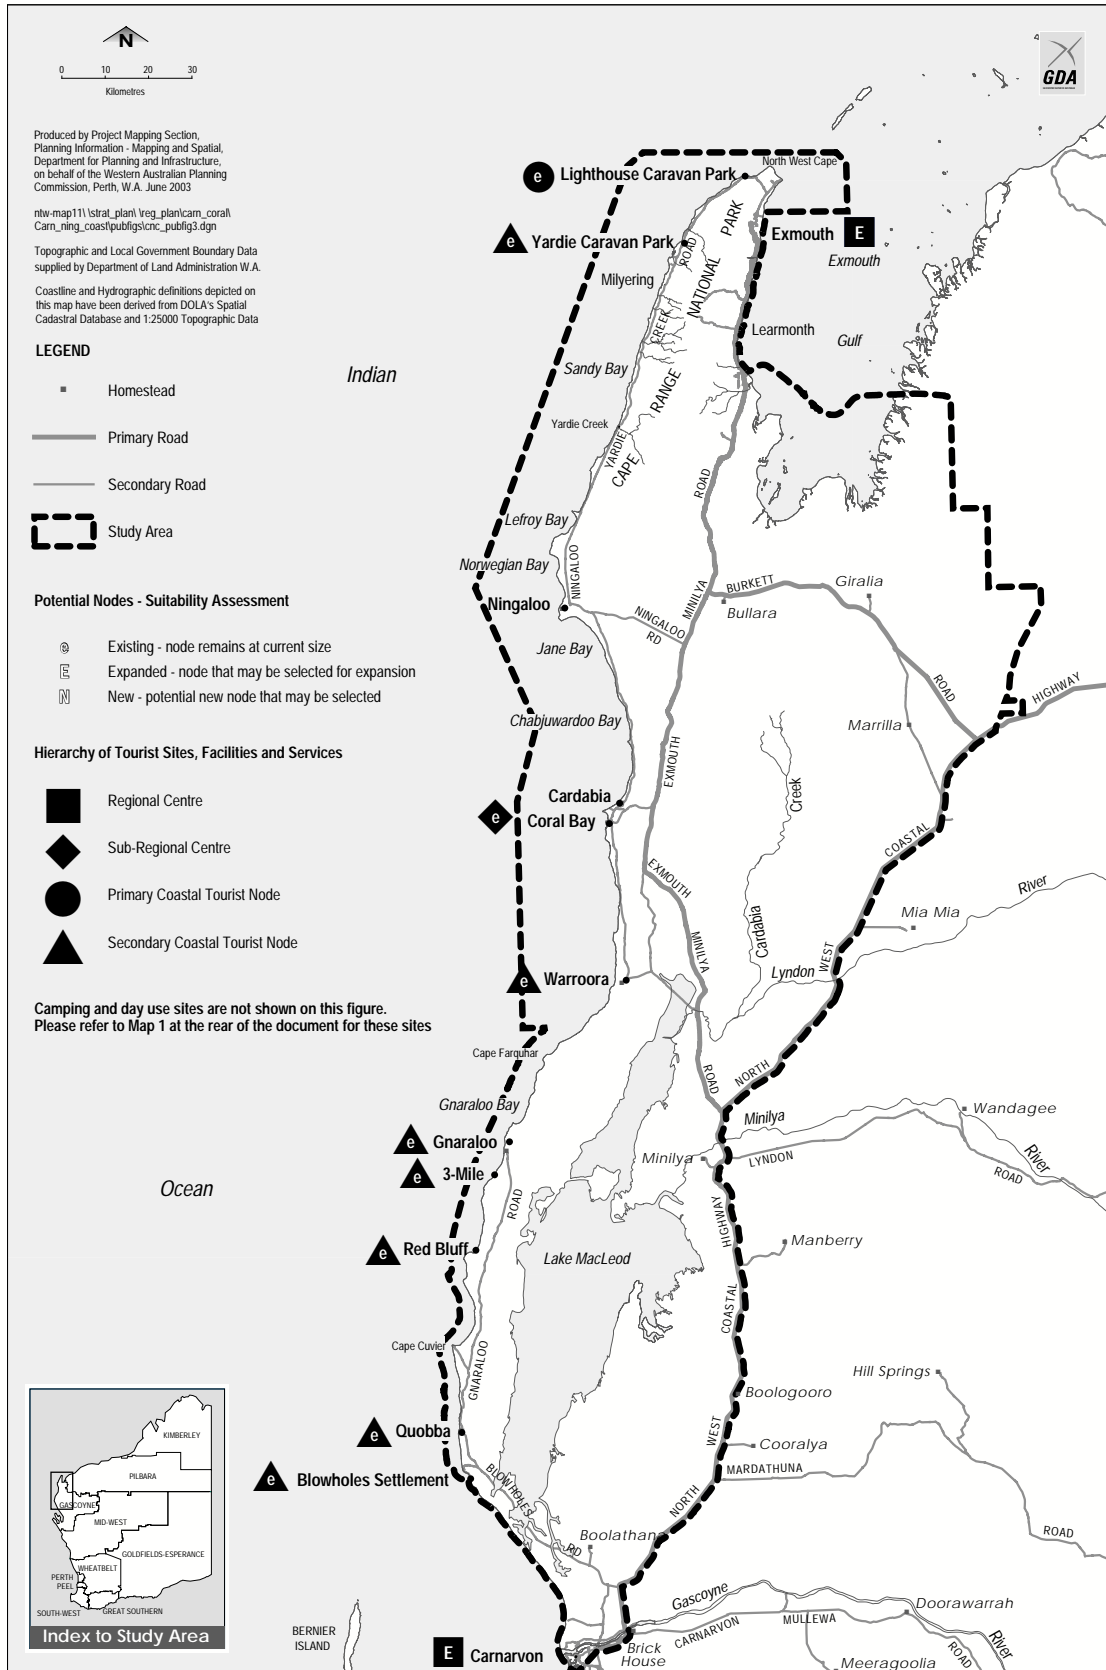 N
0 10 20 30
Kilometres
Produced by Project Mapping Section,
Planning Information - Mapping and Spatial,
Department for Planning and Infrastructure,
on behalf of the Western Australian Planning
Commission, Perth, W.A. June 2003
ntw-map11\ \strat_plan\ \reg_plan\carn_coral\
Carn_ning_coast\pubfigs\cnc_pubfig3.dgn
Topographic and Local Government Boundary Data
supplied by Department of Land Administration W.A.
Coastline and Hydrographic definitions depicted on
this map have been derived from DOLA's Spatial
Cadastral Database and 1:25000 Topographic Data
LEGEND
Homestead
Primary Road
Secondary Road
Study Area
Potential Nodes - Suitability Assessment
e Existing - node remains at current size
E Expanded - node that may be selected for expansion
N New - potential new node that may be selected
Hierarchy of Tourist Sites, Facilities and Services
Regional Centre
Sub-Regional Centre
Primary Coastal Tourist Node
Secondary Coastal Tourist Node
Camping and day use sites are not shown on this figure.
Please refer to Map 1 at the rear of the document for these sites
GDA
North West Cape
e Lighthouse Caravan Park
e Yardie Caravan Park
Exmouth E
Exmouth
Gulf
Milyering
Learmonth
CAPE RANGE NATIONAL PARK
YARDIE CREEK ROAD
Indian
Sandy Bay
Yardie Creek
Lefroy Bay
Norwegian Bay
Ningaloo
NINGALOO
NINGALOO
RD
MINILYA
ROAD
BURKETT
ROAD
Giralia
Bullara
Jane Bay
Chabjuwardoo Bay
Marrilla
HIGHWAY
EXMOUTH
Cardabia
e Coral Bay
Cardabia
Creek
COASTAL
EXMOUTH
MINILYA
ROAD
Mia Mia
River
Lyndon
WEST
e Warroora
NORTH
Cape Farquhar
Gnaraloo Bay
Minilya
Wandagee
River
e Gnaraloo
e 3-Mile
Minilya
LYNDON
ROAD
Ocean
ROAD
HIGHWAY
e Red Bluff
Lake MacLeod
Manberry
COASTAL
Cape Cuvier
GNARALOO
Hill Springs
Boologooro
WEST
e Quobba
Cooralya
MARDATHUNA
ROAD
e Blowholes Settlement
BLOWHOLES
RD
NORTH
Boolathana
Gascoyne
River
Doorawarrah
CARNARVON
MULLEWA
ROAD
E Carnarvon
Brick
House
Meeragoolia
BERNIER
ISLAND
KIMBERLEY
PILBARA
GASCOYNE
MID-WEST
GOLDFIELDS-ESPERANCE
WHEATBELT
PERTH
PEEL
SOUTH-WEST
GREAT SOUTHERN
Index to Study Area